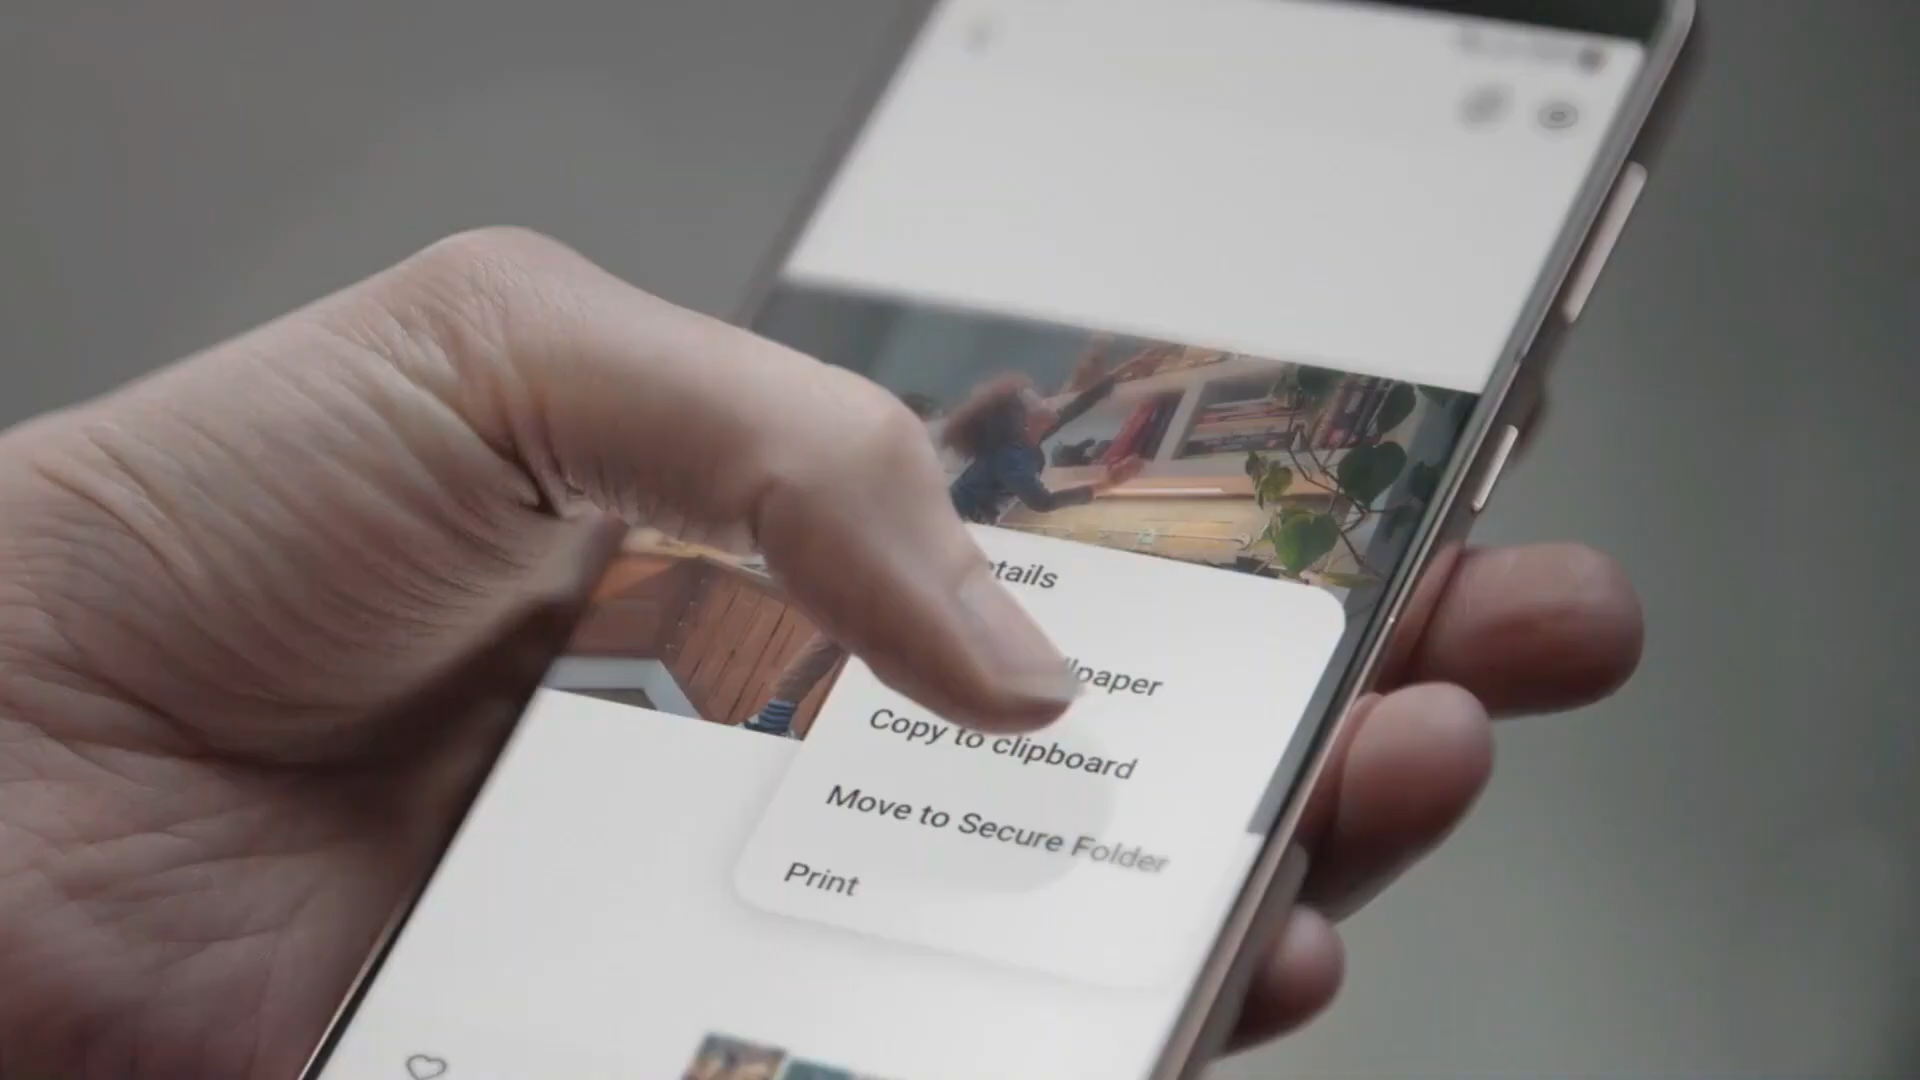 etails
llpaper
Copy to clipboard
Move to Secure Folder
Print